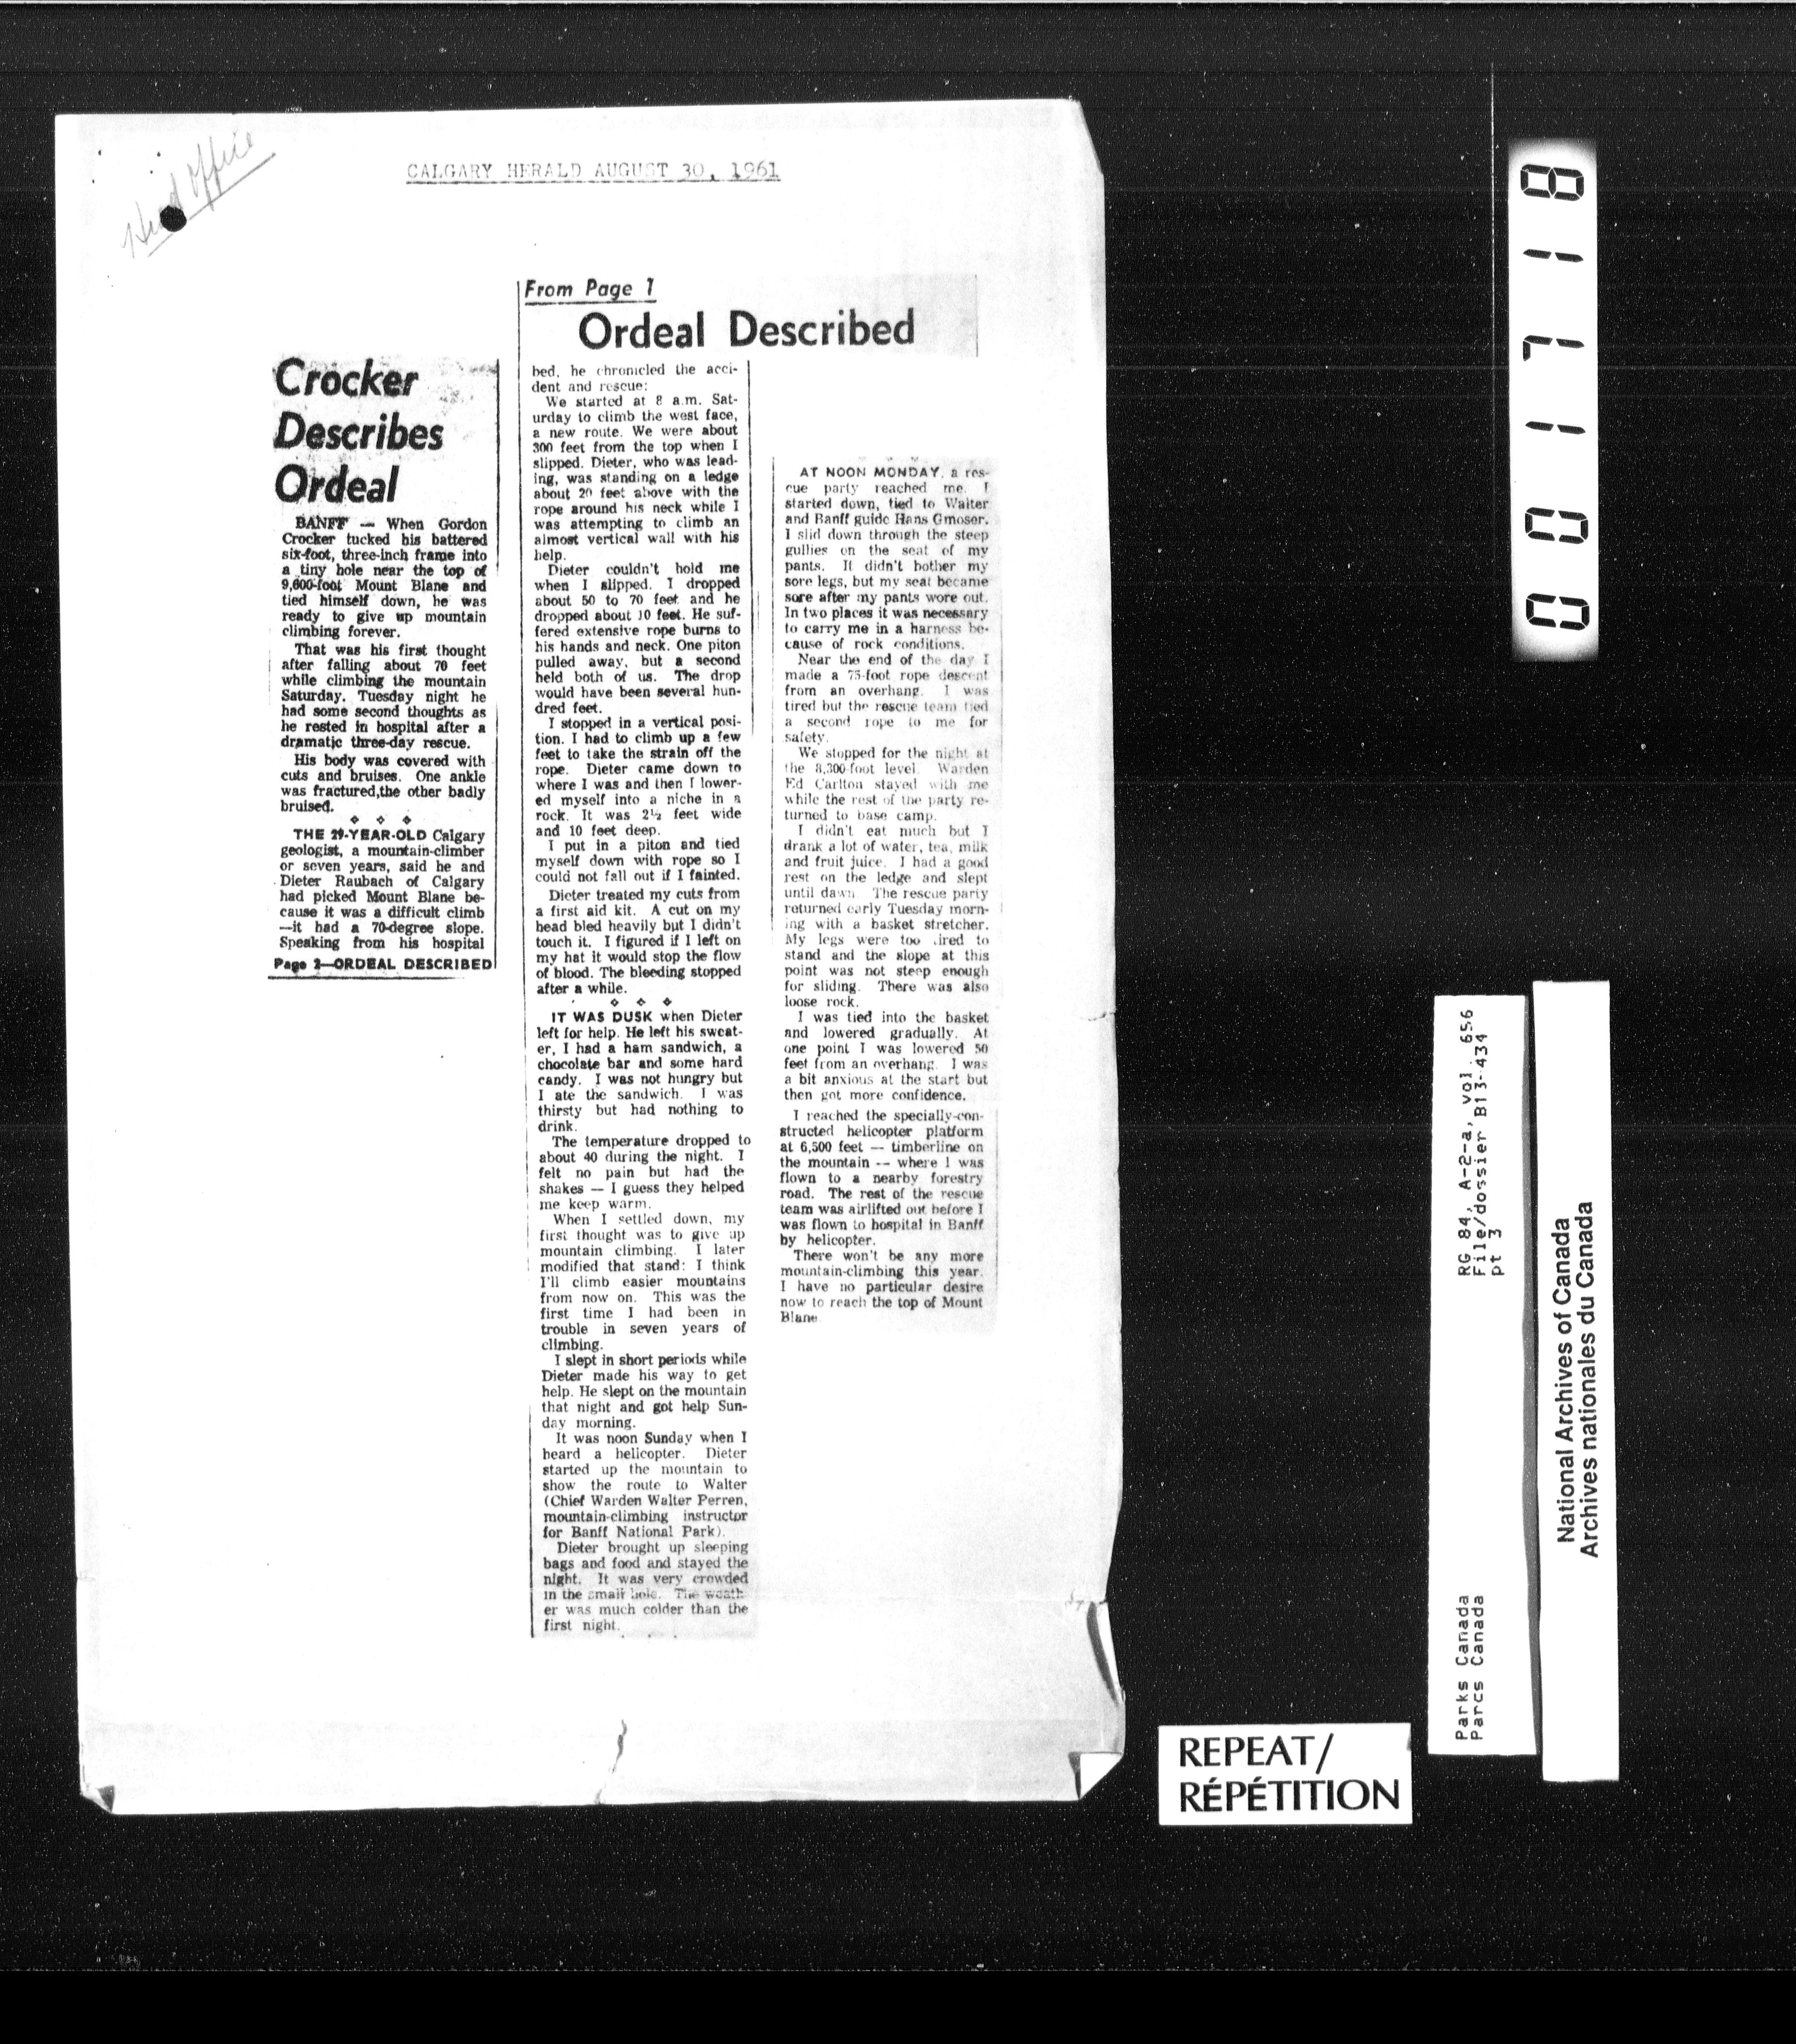 Head Office
CALGARY HERALD AUGUST 30, 1961
Crocker
Describes
Ordeal
BANFF — When Gordon
Crocker tucked his battered
six-foot, three-inch frame into
a tiny hole near the top of
9,800-foot Mount Blane and
tied himself down, he was
ready to give up mountain
climbing forever.
That was his first thought
after falling about 70 feet
while climbing the mountain
Saturday. Tuesday night he
had some second thoughts as
he rested in hospital after a
dramatic three-day rescue.
His body was covered with
cuts and bruises. One ankle
was fractured,the other badly
bruised.
THE 29-YEAR-OLD Calgary
geologist, a mountain-climber
or seven years, said he and
Dieter Raubach of Calgary
had picked Mount Blane be-
cause it was a difficult climb
—it had a 70-degree slope.
Speaking from his hospital
Page 2—ORDEAL DESCRIBED
From Page 1
Ordeal Described
bed, he chronicled the acci-
dent and rescue:
We started at 8 a.m. Sat-
urday to climb the west face,
a new route. We were about
300 feet from the top when I
slipped. Dieter, who was lead-
ing, was standing on a ledge
about 20 feet above with the
rope around his neck while I
was attempting to climb an
almost vertical wall with his
help.
Dieter couldn't hold me
when I slipped. I dropped
about 50 to 70 feet and he
dropped about 10 feet. He suf-
fered extensive rope burns to
his hands and neck. One piton
pulled away, but a second
held both of us. The drop
would have been several hun-
dred feet.
I stopped in a vertical posi-
tion. I had to climb up a few
feet to take the strain off the
rope. Dieter came down to
where I was and then I lower-
ed myself into a niche in a
rock. It was 2½ feet wide
and 10 feet deep.
I put in a piton and tied
myself down with rope so I
could not fall out if I fainted.
Dieter treated my cuts from
a first aid kit. A cut on my
head bled heavily but I didn't
touch it. I figured if I left on
my hat it would stop the flow
of blood. The bleeding stopped
after a while.
IT WAS DUSK when Dieter
left for help. He left his sweat-
er, I had a ham sandwich, a
chocolate bar and some hard
candy. I was not hungry but
I ate the sandwich. I was
thirsty but had nothing to
drink.
The temperature dropped to
about 40 during the night. I
felt no pain but had the
shakes — I guess they helped
me keep warm.
When I settled down, my
first thought was to give up
mountain climbing. I later
modified that stand: I think
I'll climb easier mountains
from now on. This was the
first time I had been in
trouble in seven years of
climbing.
I slept in short periods while
Dieter made his way to get
help. He slept on the mountain
that night and got help Sun-
day morning.
It was noon Sunday when I
heard a helicopter. Dieter
started up the mountain to
show the route to Walter
(Chief Warden Walter Perren,
mountain-climbing instructor
for Banff National Park).
Dieter brought up sleeping
bags and food and stayed the
night. It was very crowded
in the small hole. The weath-
er was much colder than the
first night.
AT NOON MONDAY, a res-
cue party reached me. I
started down, tied to Walter
and Banff guide Hans Gmoser.
I slid down through the steep
gullies on the seat of my
pants. It didn't bother my
sore legs, but my seat became
sore after my pants wore out.
In two places it was necessary
to carry me in a harness be-
cause of rock conditions.
Near the end of the day I
made a 75-foot rope descent
from an overhang. I was
tired but the rescue team tied
a second rope to me for
safety.
We stopped for the night at
the 8,300-foot level. Warden
Ed Carlton stayed with me
while the rest of the party re-
turned to base camp.
I didn't eat much but I
drank a lot of water, tea, milk
and fruit juice. I had a good
rest on the ledge and slept
until dawn. The rescue party
returned early Tuesday morn-
ing with a basket stretcher.
My legs were too tired to
stand and the slope at this
point was not steep enough
for sliding. There was also
loose rock.
I was tied into the basket
and lowered gradually. At
one point I was lowered 50
feet from an overhang. I was
a bit anxious at the start but
then got more confidence.
I reached the specially-con-
structed helicopter platform
at 6,500 feet — timberline on
the mountain -- where I was
flown to a nearby forestry
road. The rest of the rescue
team was airlifted out before I
was flown to hospital in Banff
by helicopter.
There won't be any more
mountain-climbing this year.
I have no particular desire
now to reach the top of Mount
Blane.
001718
RG 84, A-2-a, vol. 656
File/dossier B13-434
pt 3
Parks Canada
Parcs Canada
National Archives of Canada
Archives nationales du Canada
REPEAT/
RÉPÉTITION